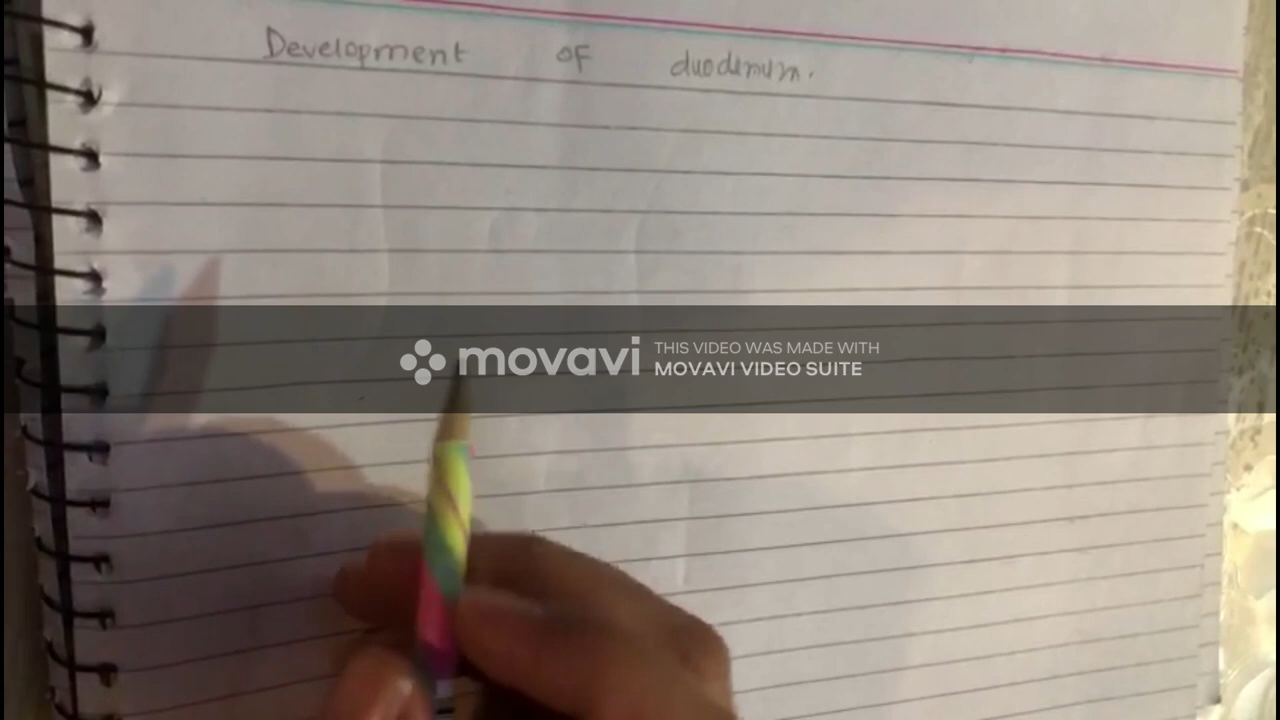 Development of duodenum.
movavi
THIS VIDEO WAS MADE WITH
MOVAVI VIDEO SUITE